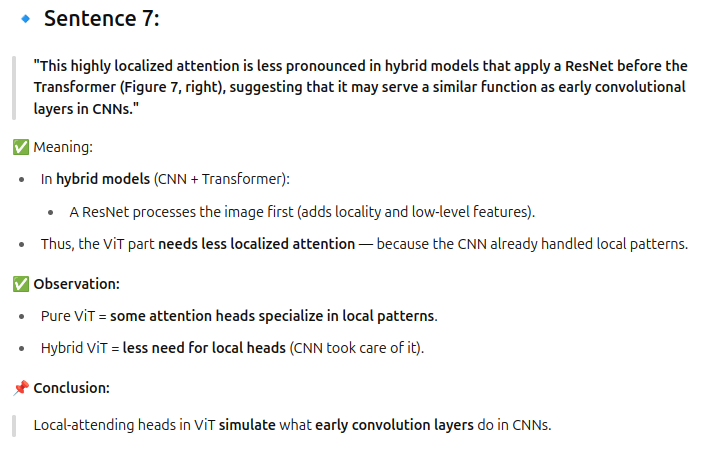 🔹 Sentence 7:
"This highly localized attention is less pronounced in hybrid models that apply a ResNet before the
Transformer (Figure 7, right), suggesting that it may serve a similar function as early convolutional
layers in CNNs."
✅ Meaning:
• In hybrid models (CNN + Transformer):
• A ResNet processes the image first (adds locality and low-level features).
• Thus, the ViT part needs less localized attention — because the CNN already handled local patterns.
✅ Observation:
• Pure ViT = some attention heads specialize in local patterns.
• Hybrid ViT = less need for local heads (CNN took care of it).
📌 Conclusion:
Local-attending heads in ViT simulate what early convolution layers do in CNNs.